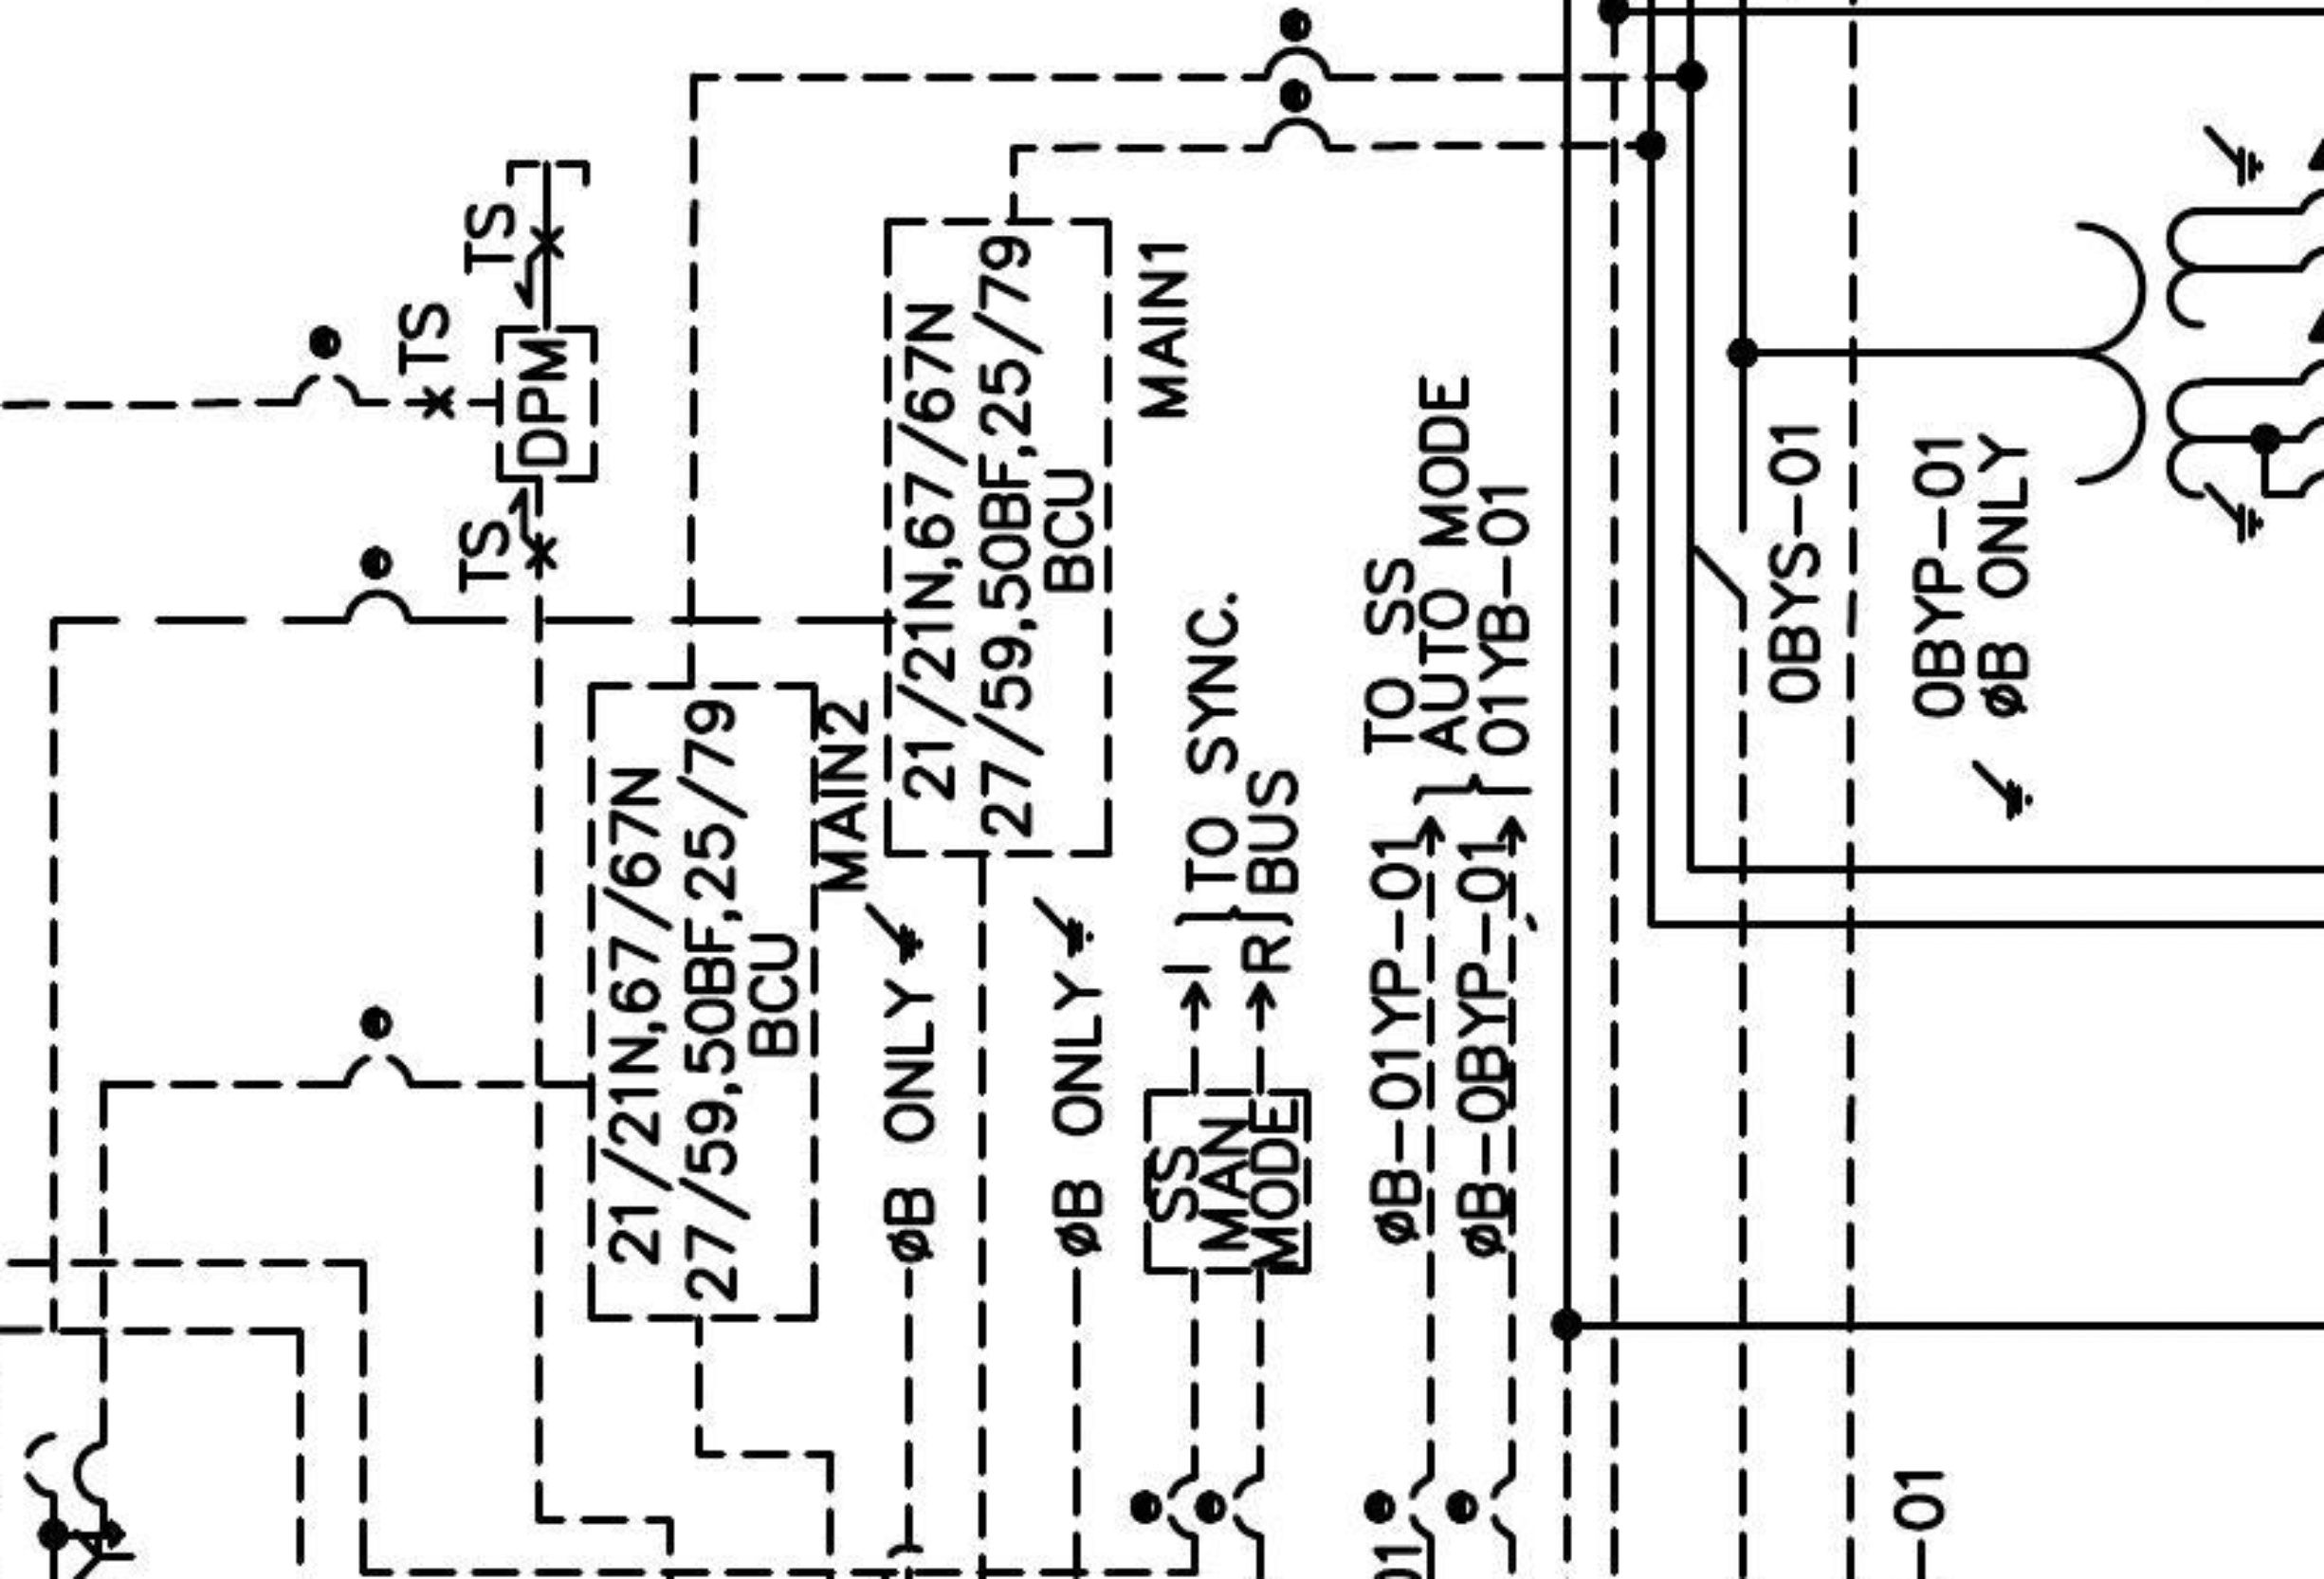 TS
TS
DPM
TS
21/21N,67/67N
27/59,50BF,25/79
BCU
MAIN2
21/21N,67/67N
27/59,50BF,25/79
BCU
MAIN1
øB ONLY
øB ONLY
SS
MAN
MODE
I
R
TO SYNC.
BUS
øB-01YP-01
øB-0BYP-01
TO SS
AUTO MODE
01YB-01
0BYS-01
0BYP-01
øB ONLY
01
-01